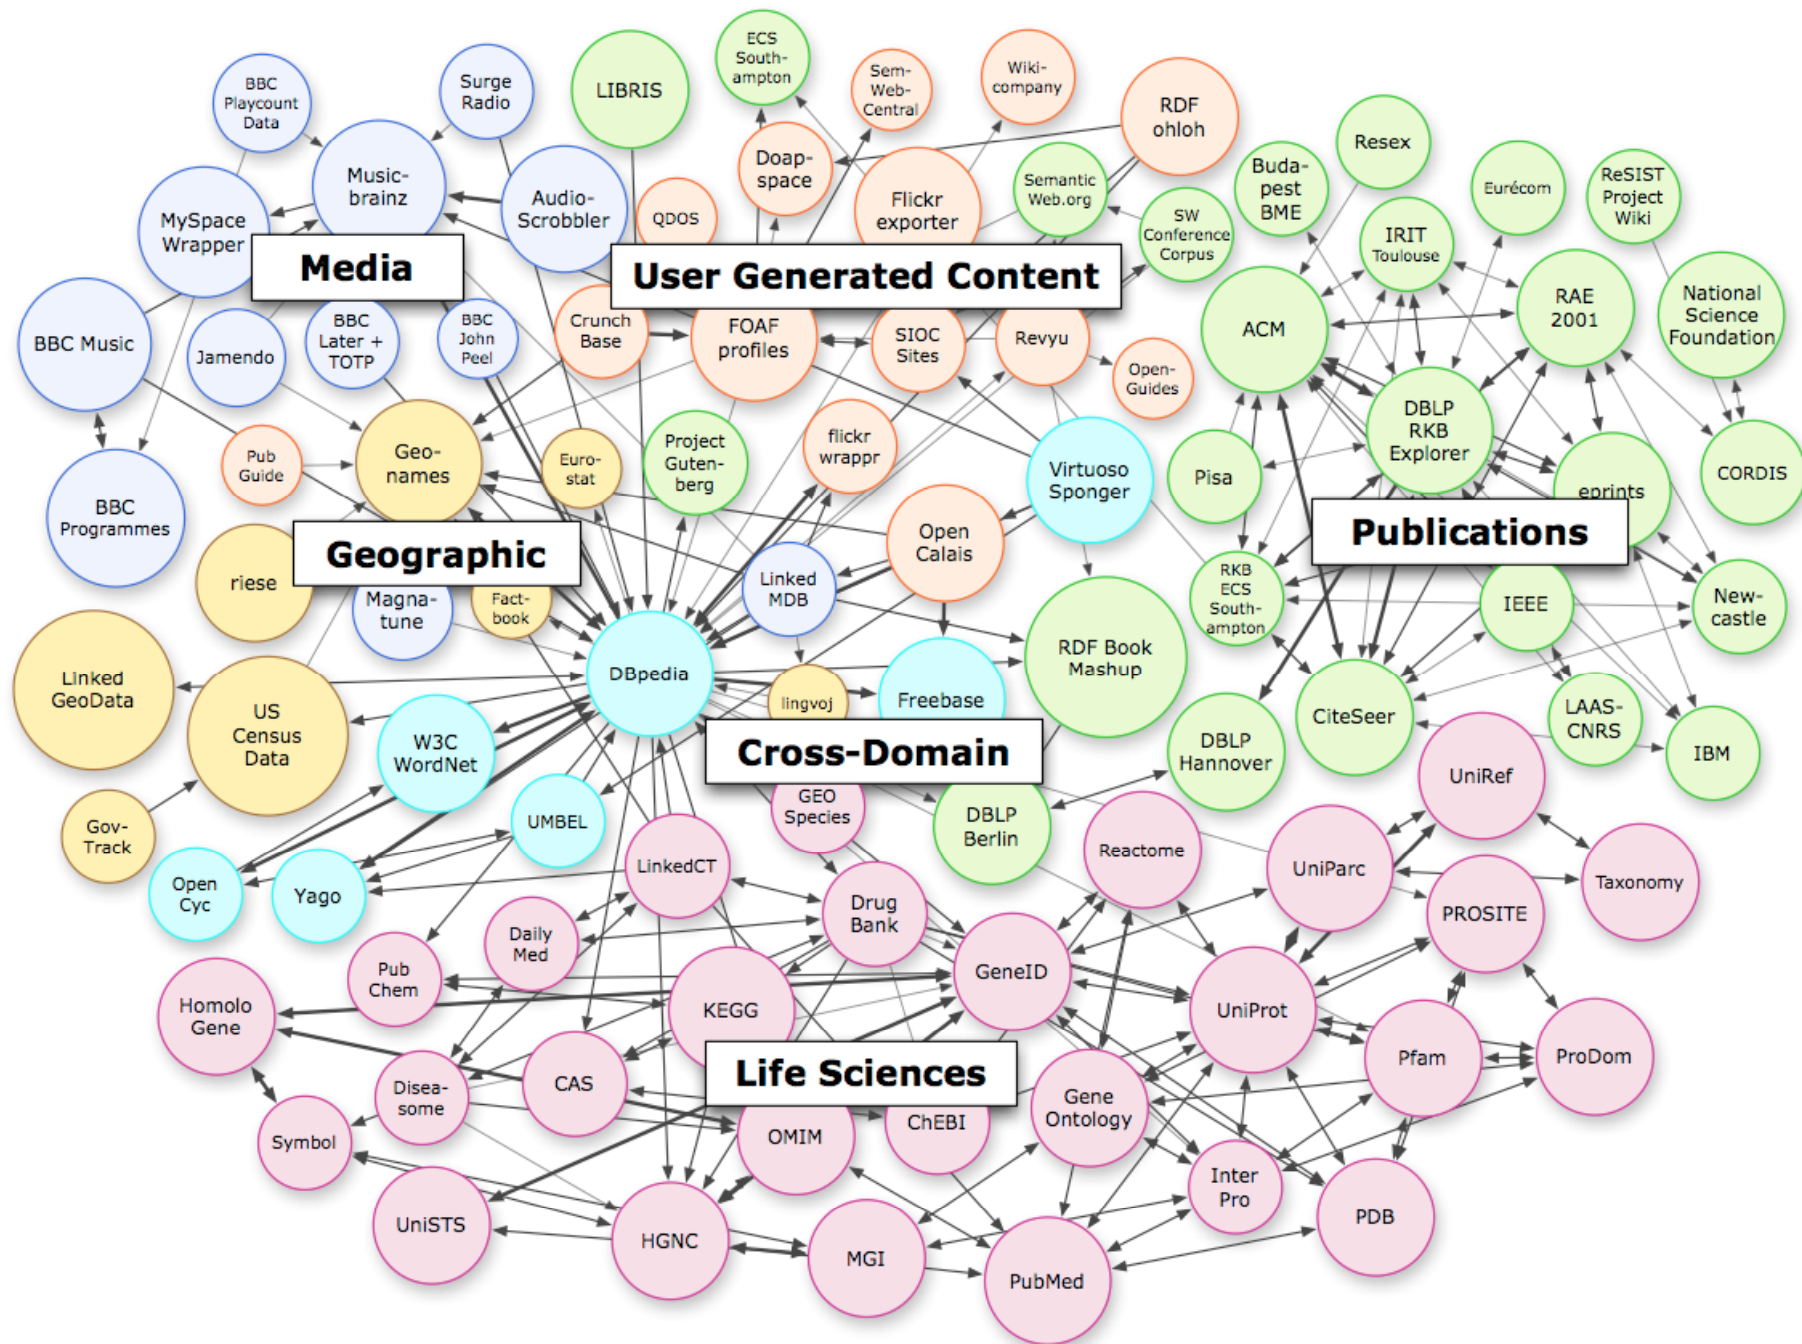 BBC
Playcount
Data
Surge
Radio
LIBRIS
ECS
South-
ampton
Sem-
Web-
Central
Wiki-
company
RDF
ohloh
Music-
brainz
Audio-
Scrobbler
MySpace
Wrapper
QDOS
Doap-
space
Flickr
exporter
Semantic
Web.org
SW
Conference
Corpus
Buda-
pest
BME
Resex
Eurécom
ReSIST
Project
Wiki
IRIT
Toulouse
Media
User Generated Content
BBC Music
Jamendo
BBC
Later +
TOTP
BBC
John
Peel
Crunch
Base
FOAF
profiles
SIOC
Sites
Revyu
Open-
Guides
ACM
RAE
2001
National
Science
Foundation
Pub
Guide
Geo-
names
Euro-
stat
Project
Guten-
berg
flickr
wrappr
Virtuoso
Sponger
Pisa
DBLP
RKB
Explorer
eprints
CORDIS
BBC
Programmes
Geographic
Open
Calais
Publications
riese
Magna-
tune
Fact-
book
Linked
MDB
RKB
ECS
South-
ampton
IEEE
New-
castle
Linked
GeoData
US
Census
Data
DBpedia
lingvoj
Freebase
RDF Book
Mashup
CiteSeer
LAAS-
CNRS
IBM
W3C
WordNet
Cross-Domain
DBLP
Hannover
UniRef
Gov-
Track
UMBEL
GEO
Species
DBLP
Berlin
Reactome
UniParc
Taxonomy
Open
Cyc
Yago
LinkedCT
Drug
Bank
PROSITE
Daily
Med
Pub
Chem
Homolo
Gene
KEGG
GeneID
UniProt
Pfam
ProDom
Life Sciences
Disea-
some
CAS
Symbol
OMIM
ChEBI
Gene
Ontology
Inter
Pro
PDB
UniSTS
HGNC
MGI
PubMed